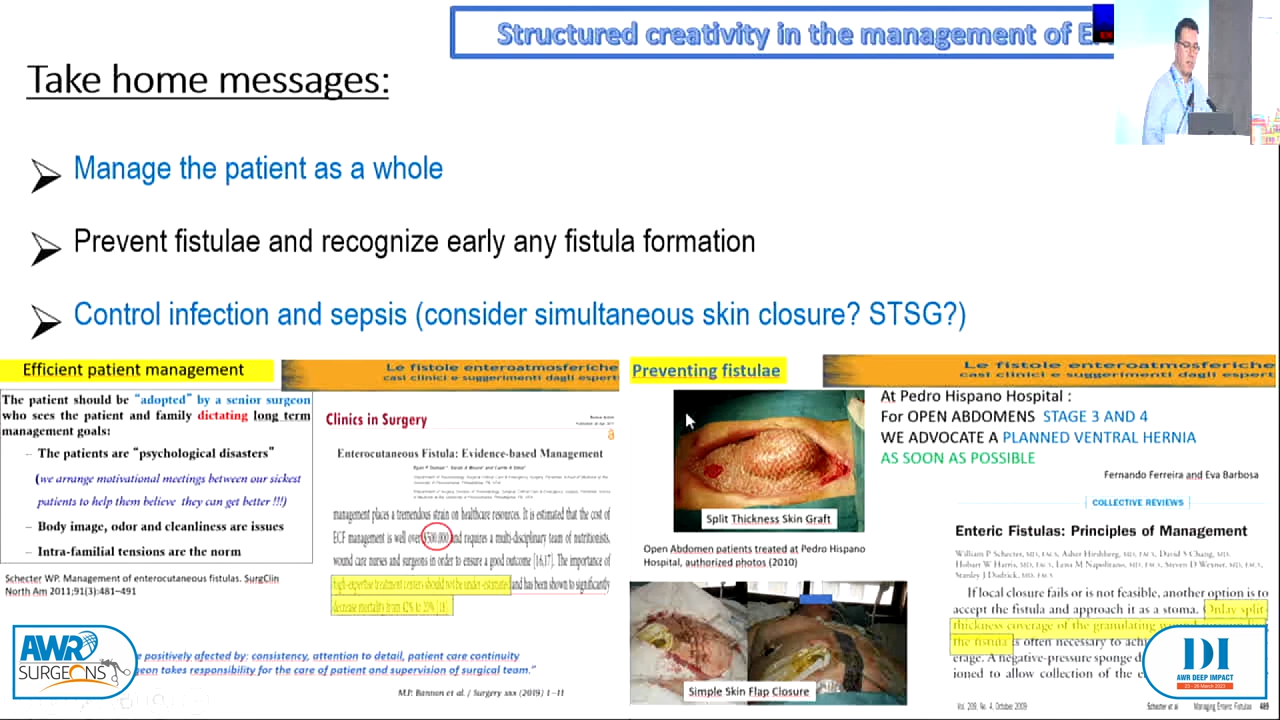 Structured creativity in the management of
Take home messages:
Manage the patient as a whole
Prevent fistulae and recognize early any fistula formation
Control infection and sepsis (consider simultaneous skin closure? STSG?)
Efficient patient management
Le fistole enteroatmosferiche
casi clinici e suggerimenti dagli esperti
The patient should be "adopted" by a senior surgeon
who sees the patient and family dictating long term
management goals:
– The patients are "psychological disasters"
(we arrange motivational meetings between our sickest
patients to help them believe they can get better !!!)
– Body image, odor and cleanliness are issues
– Intra-familial tensions are the norm
Schecter WP. Management of enterocutaneous fistulas. SurgClin
North Am 2011;91(3):481–491
Clinics in Surgery
Enterocutaneous Fistula: Evidence-based Management
management places a tremendous strain on healthcare resources. It is estimated that the cost of
ECF management is well over $500,000 and requires a multi-disciplinary team of nutritionists,
wound care nurses and surgeons in order to ensure a good outcome [16,17]. The importance of
high-expertise treatment centers should not be under-estimated and has been shown to significantly
decrease mortality from 42% to 20% [18].
e positively affected by: consistency, attention to detail, patient care continuity
geon takes responsibility for the care of patient and supervision of surgical team."
M.P. Bannon et al. / Surgery xxx (2019) 1–11
Preventing fistulae
Le fistole enteroatmosferiche
casi clinici e suggerimenti dagli espert
Split Thickness Skin Graft
Open Abdomen patients treated at Pedro Hispano
Hospital, authorized photos (2010)
Simple Skin Flap Closure
At Pedro Hispano Hospital :
For OPEN ABDOMENS STAGE 3 AND 4
WE ADVOCATE A PLANNED VENTRAL HERNIA
AS SOON AS POSSIBLE
Fernando Ferreira and Eva Barbosa
COLLECTIVE REVIEWS
Enteric Fistulas: Principles of Management
William P Schecter, MD, FACS, Asher Hirshberg, MD, FACS, David S Chang, MD,
Hobart W Harris, MD, FACS, Lena M Napolitano, MD, FACS, Steven D Wexner, MD, FACS,
Stanley J Dudrick, MD, FACS
If local closure fails or is not feasible, another option is to
accept the fistula and approach it as a stoma. Onlay split
thickness coverage of the granulating wound surrounding
the fistula is often necessary to
erage. A negative-pressure sponge
ioned to allow collection of the
Vol. 209, No. 4, October 2009
Schecter et al Managing Enteric Fistulas 489
AWR
SURGEONS
DI
AWR DEEP IMPACT